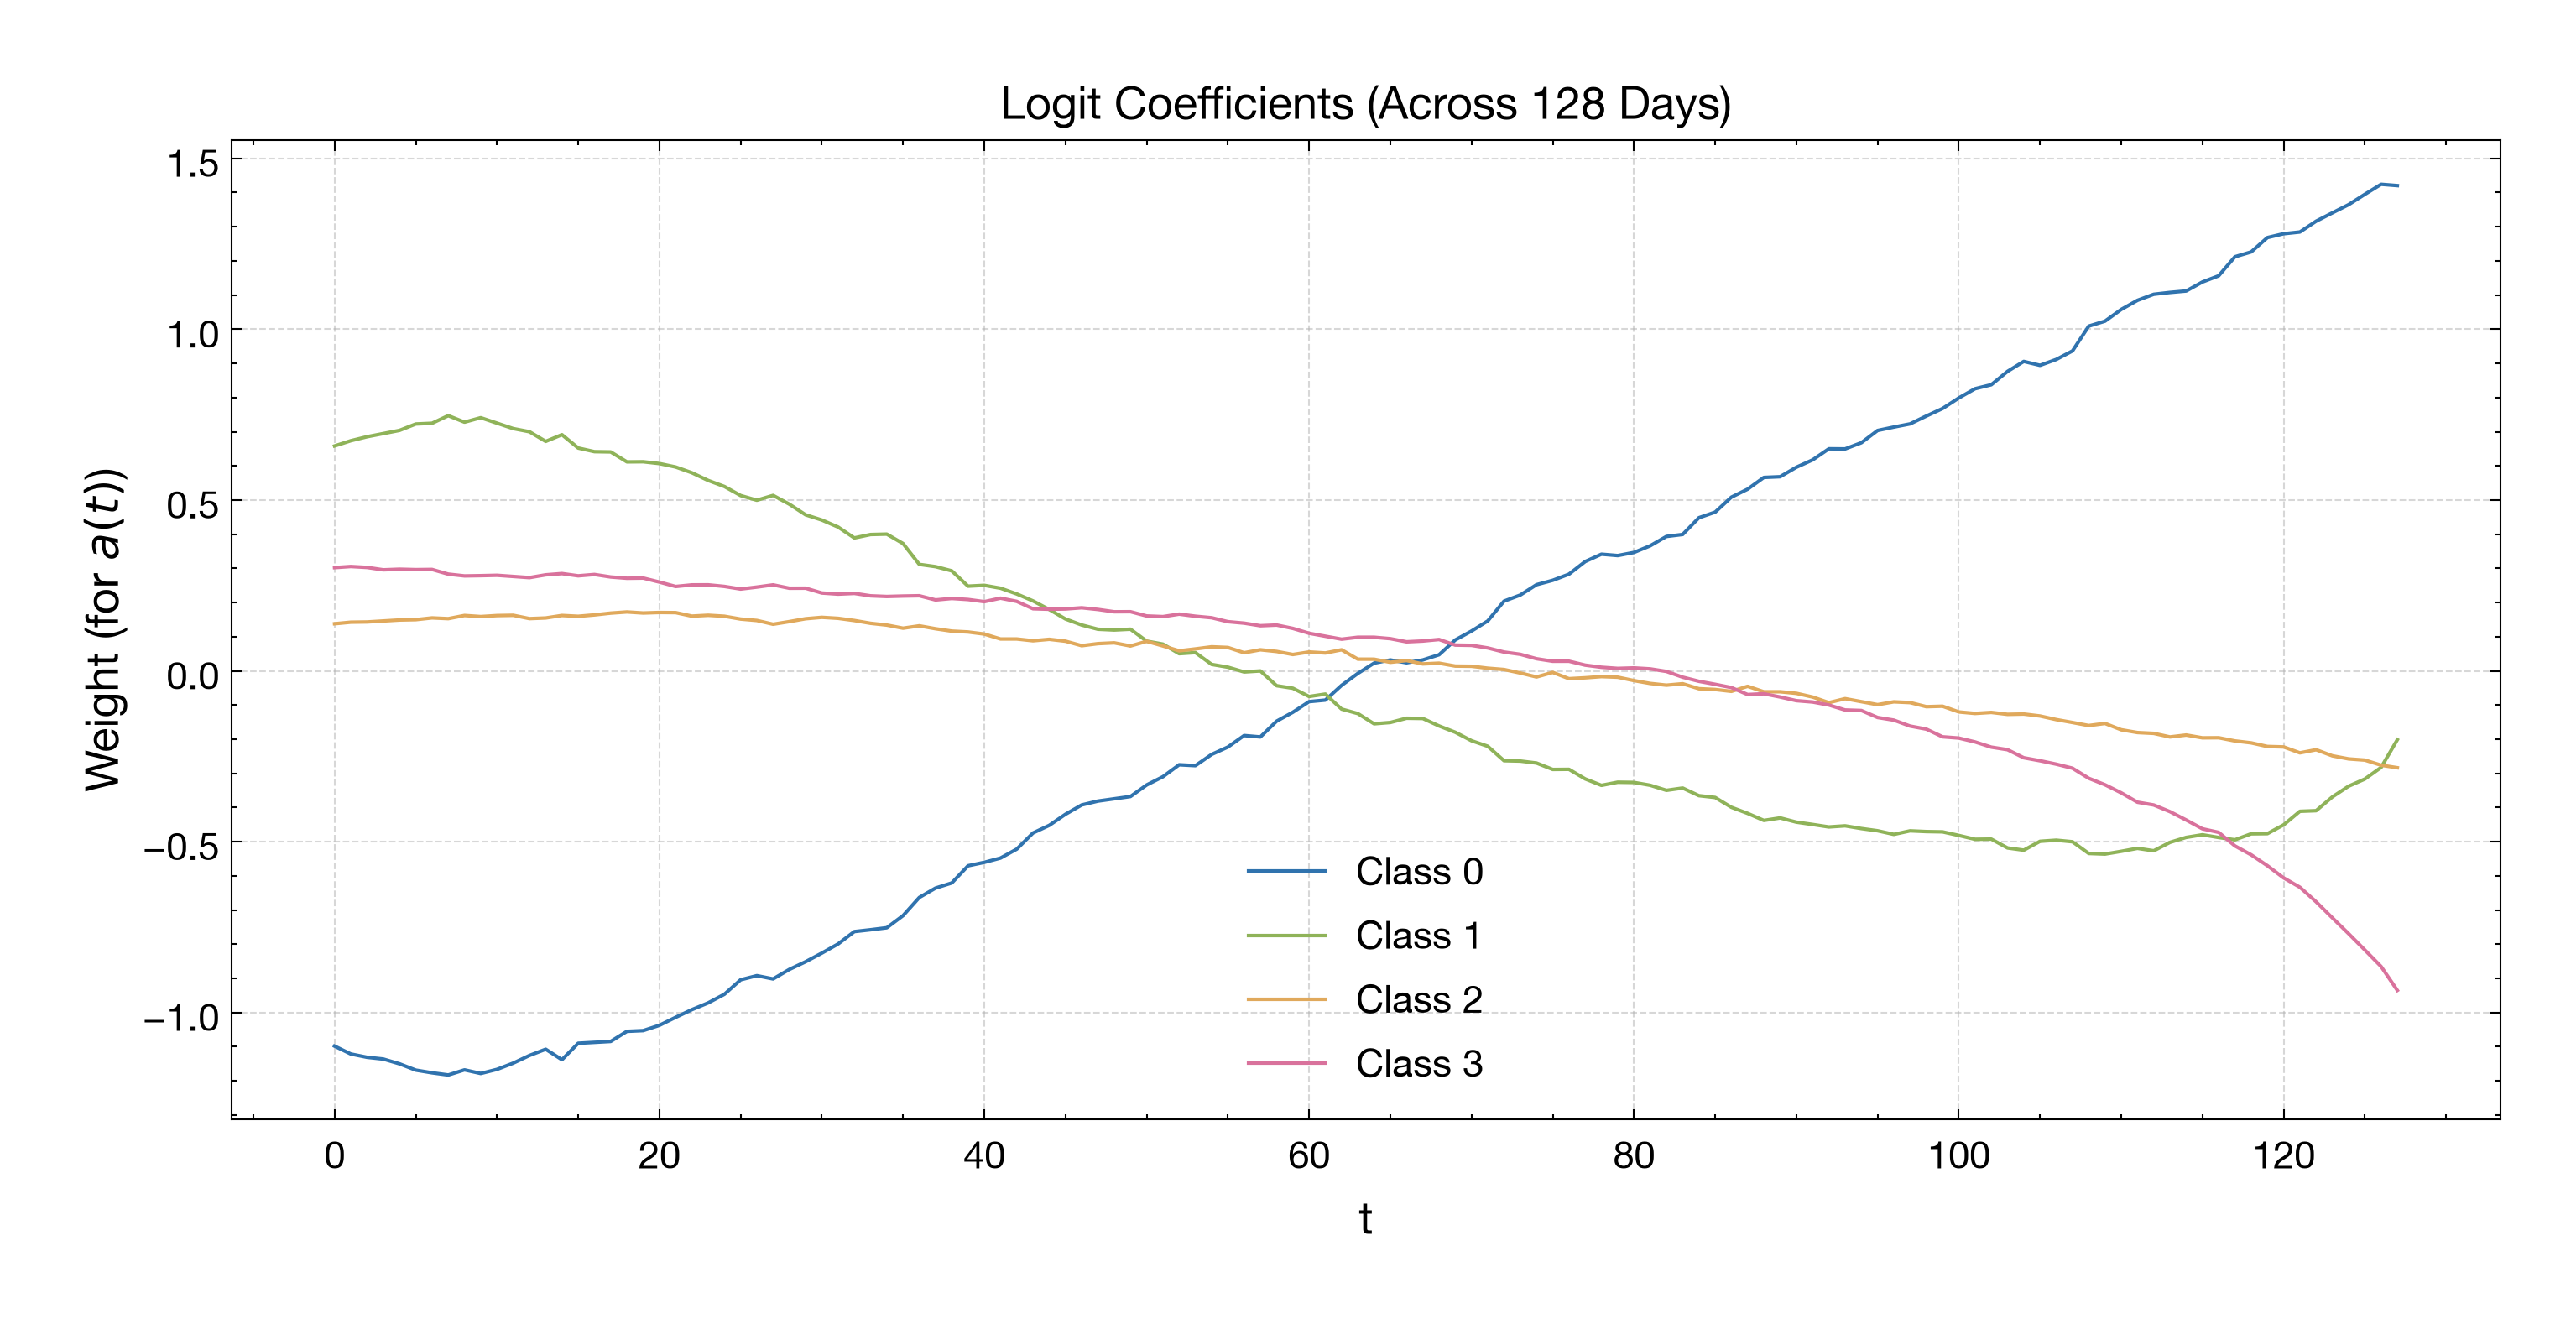 Logit Coefficients (Across 128 Days)
Weight (for a(t))
1.5
1.0
0.5
0.0
−0.5
−1.0
Class 0
Class 1
Class 2
Class 3
0 20 40 60 80 100 120
t